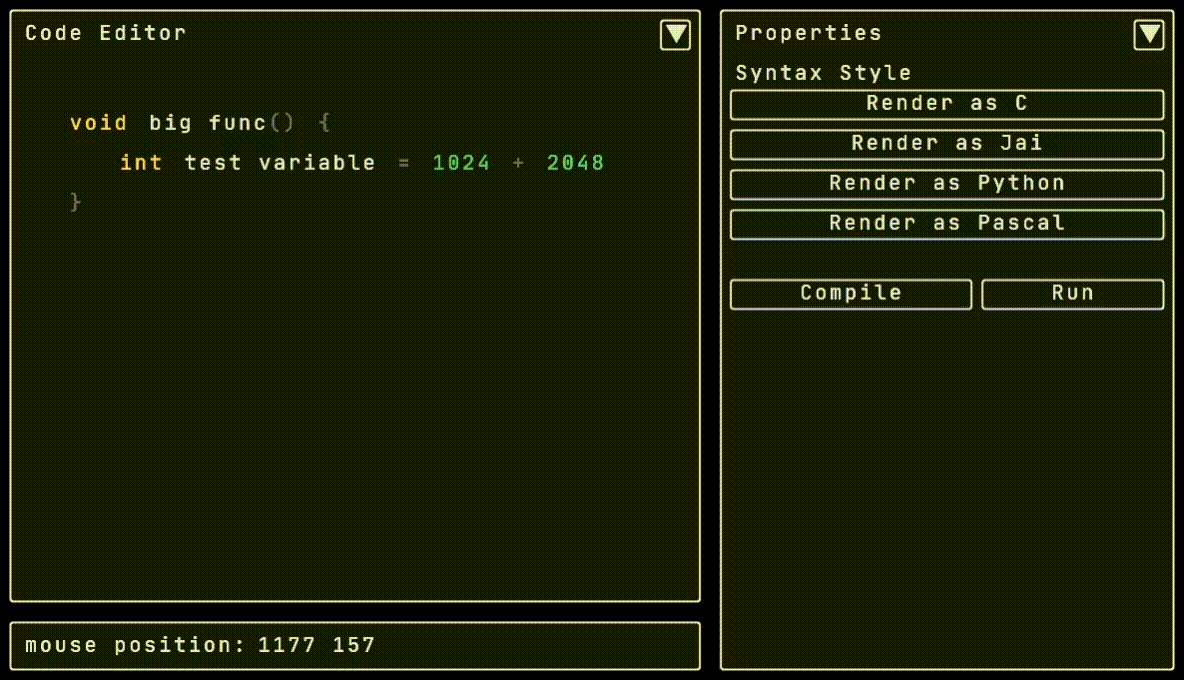 Code Editor
void big func() {
int test variable = 1024 + 2048
}
mouse position: 1177 157
Properties
Syntax Style
Render as C
Render as Jai
Render as Python
Render as Pascal
Compile
Run